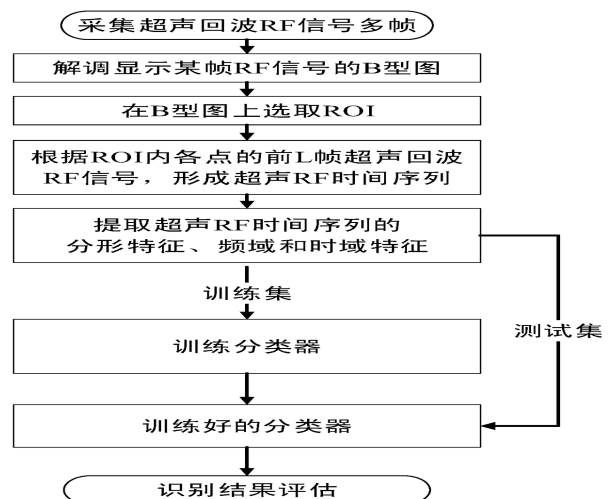 采集超声回波RF信号多帧
解调显示某帧RF信号的B型图
在B型图上选取ROI
根据ROI内各点的前L帧超声回波
RF信号，形成超声RF时间序列
提取超声RF时间序列的
分形特征、频域和时域特征
训练集
测试集
训练分类器
训练好的分类器
识别结果评估